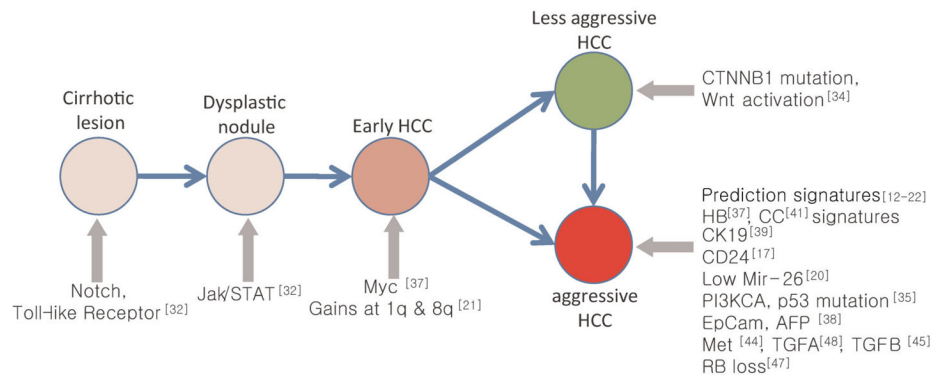 Less aggressive
HCC
CTNNB1 mutation,
Wnt activation[34]
Cirrhotic
lesion
Dysplastic
nodule
Early HCC
Notch,
Toll-like Receptor[32]
Jak/STAT[32]
Myc [37]
Gains at 1q & 8q [21]
aggressive
HCC
Prediction signatures[12-22]
HB[37], CC[41] signatures
CK19[39]
CD24[17]
Low Mir-26[20]
PI3KCA, p53 mutation[35]
EpCam, AFP [38]
Met [44], TGFA[48], TGFB [45]
RB loss[47]